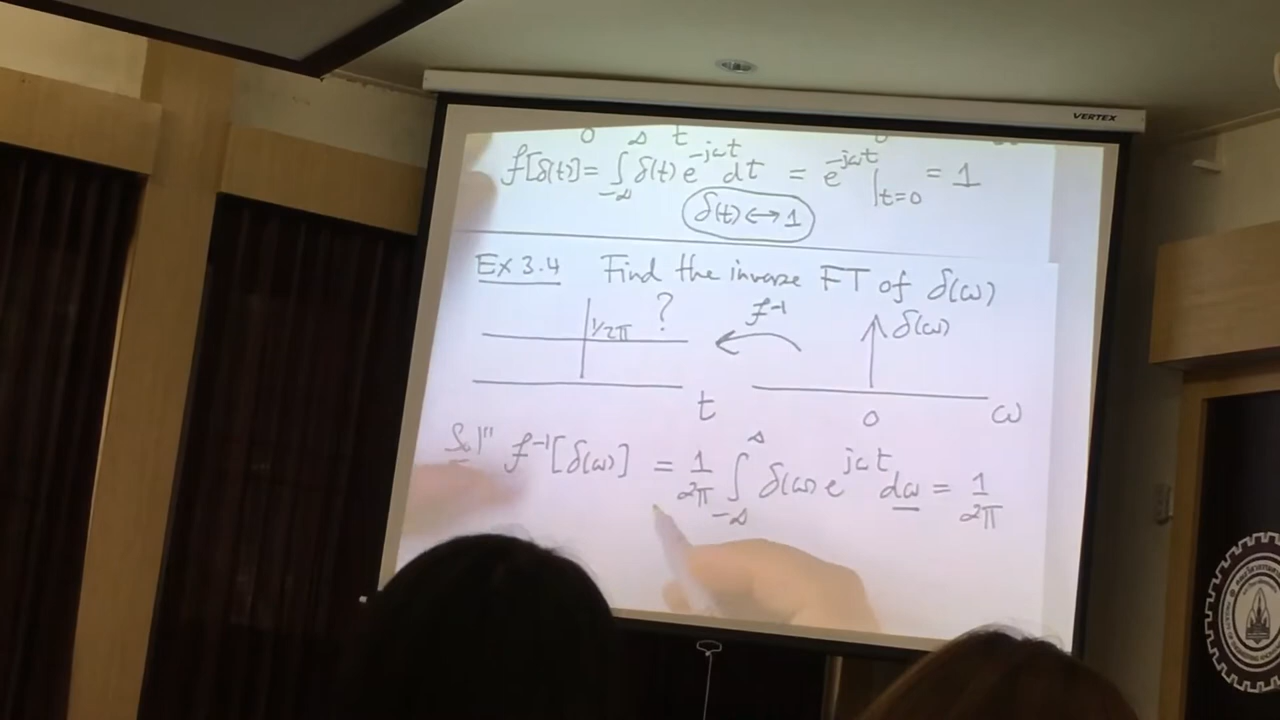 VERTEX
f[δ(t)] = ∫_{-∞}^{∞} δ(t) e^{-jωt} dt = e^{-jωt}|_{t=0} = 1
δ(t) ↔ 1
Ex 3.4 Find the inverse FT of δ(ω)
1/2π ? f⁻¹ δ(ω)
t 0 ω
Sol" f⁻¹[δ(ω)] = 1/2π ∫_{-∞}^{∞} δ(ω) e^{jωt} dω = 1/2π